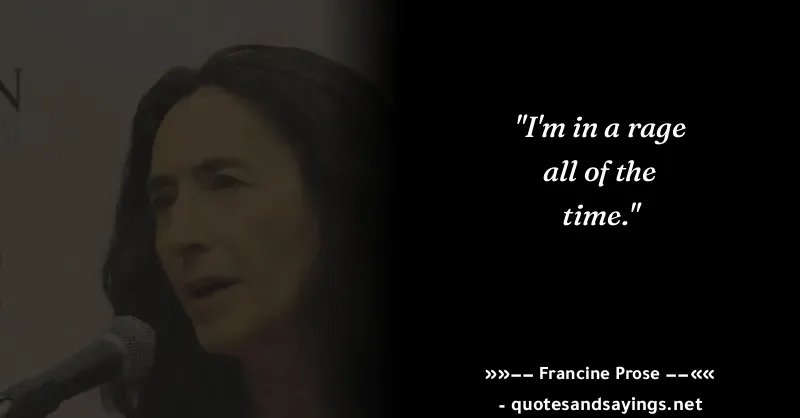 N
"I'm in a rage
all of the
time."
»»−− Francine Prose −−««
- quotesandsayings.net